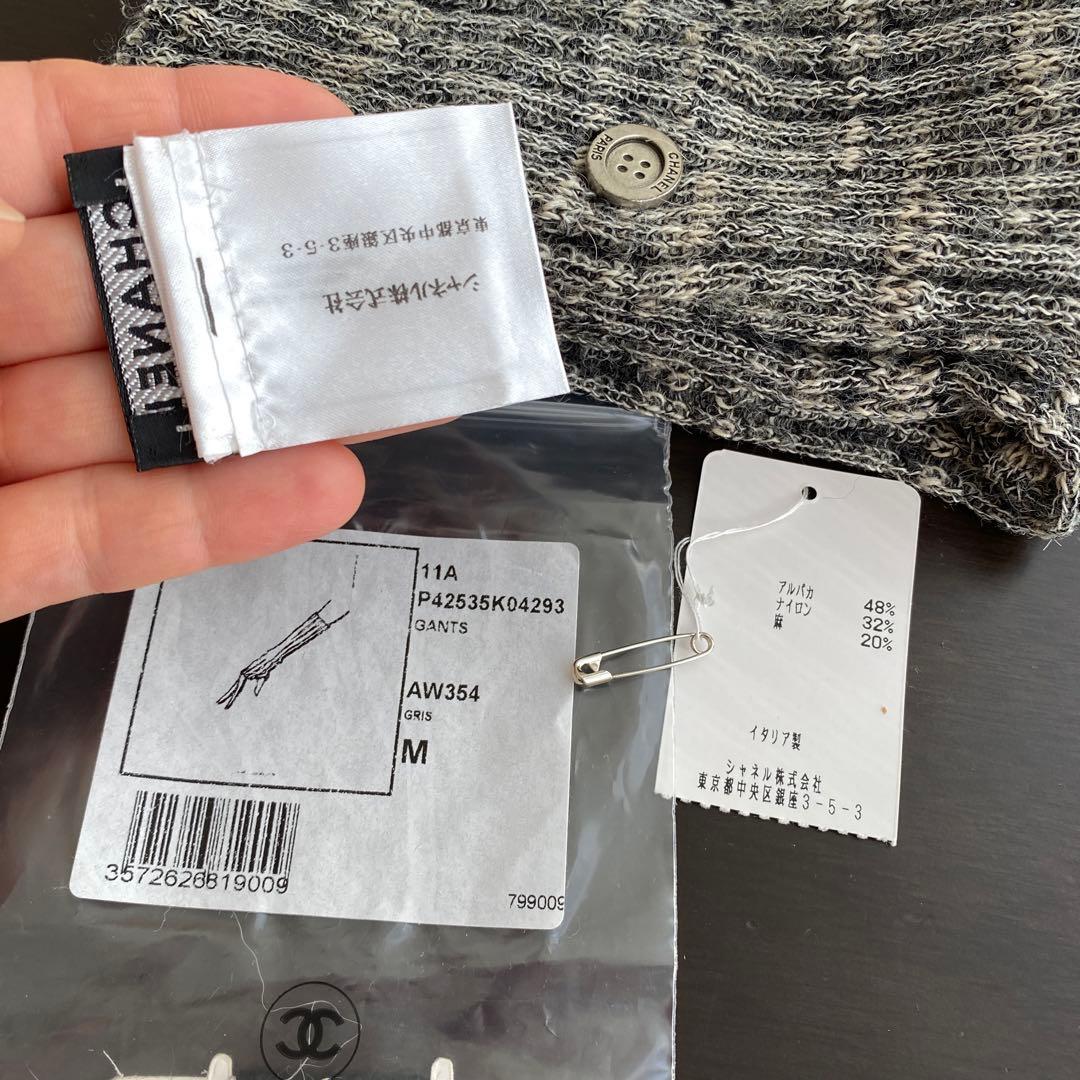 CHANEL
東京都中央区銀座3-5-3
シャネル株式会社
CHANEL
PARIS
11A
P42535K04293
GANTS
AW354
GRIS
M
3572626819009
799009
アルパカ 48%
ナイロン 32%
麻 20%
イタリア製
シャネル株式会社
東京都中央区銀座3-5-3